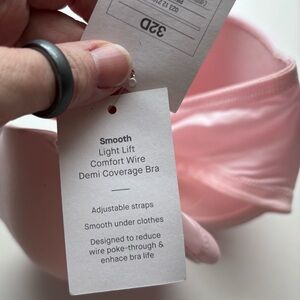 32D
Smooth
Light Lift
Comfort Wire
Demi Coverage Bra
Adjustable straps
Smooth under clothes
Designed to reduce
wire poke-through &
enhace bra life